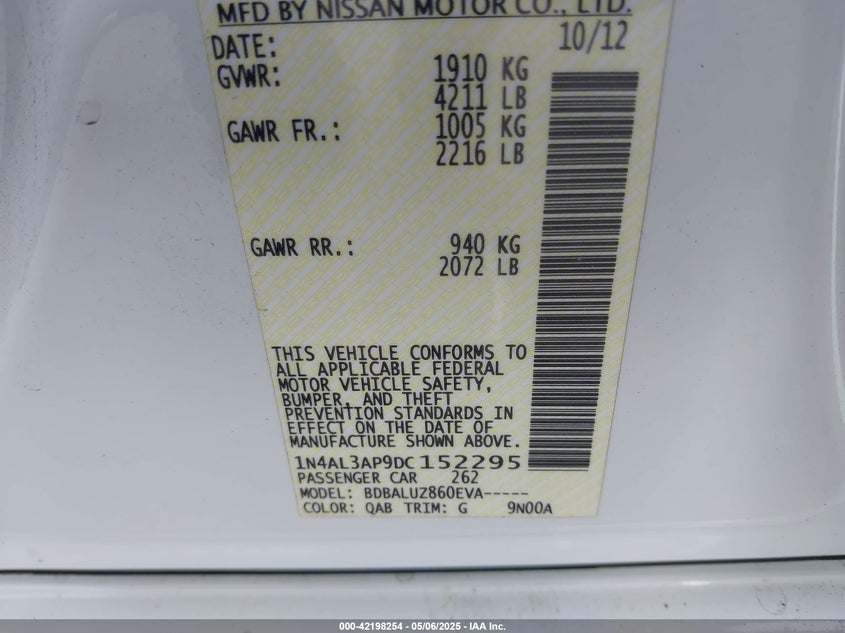 MFD BY NISSAN MOTOR CO., LTD.
DATE: 10/12
GVWR: 1910 KG
4211 LB
GAWR FR.: 1005 KG
2216 LB
GAWR RR.: 940 KG
2072 LB
THIS VEHICLE CONFORMS TO
ALL APPLICABLE FEDERAL
MOTOR VEHICLE SAFETY,
BUMPER, AND THEFT
PREVENTION STANDARDS IN
EFFECT ON THE DATE OF
MANUFACTURE SHOWN ABOVE.
1N4AL3AP9DC152295
PASSENGER CAR 262
MODEL: BDBALUZ860EVA-----
COLOR: QAB TRIM: G 9N00A
000-42198254 - 05/06/2025 - IAA Inc.